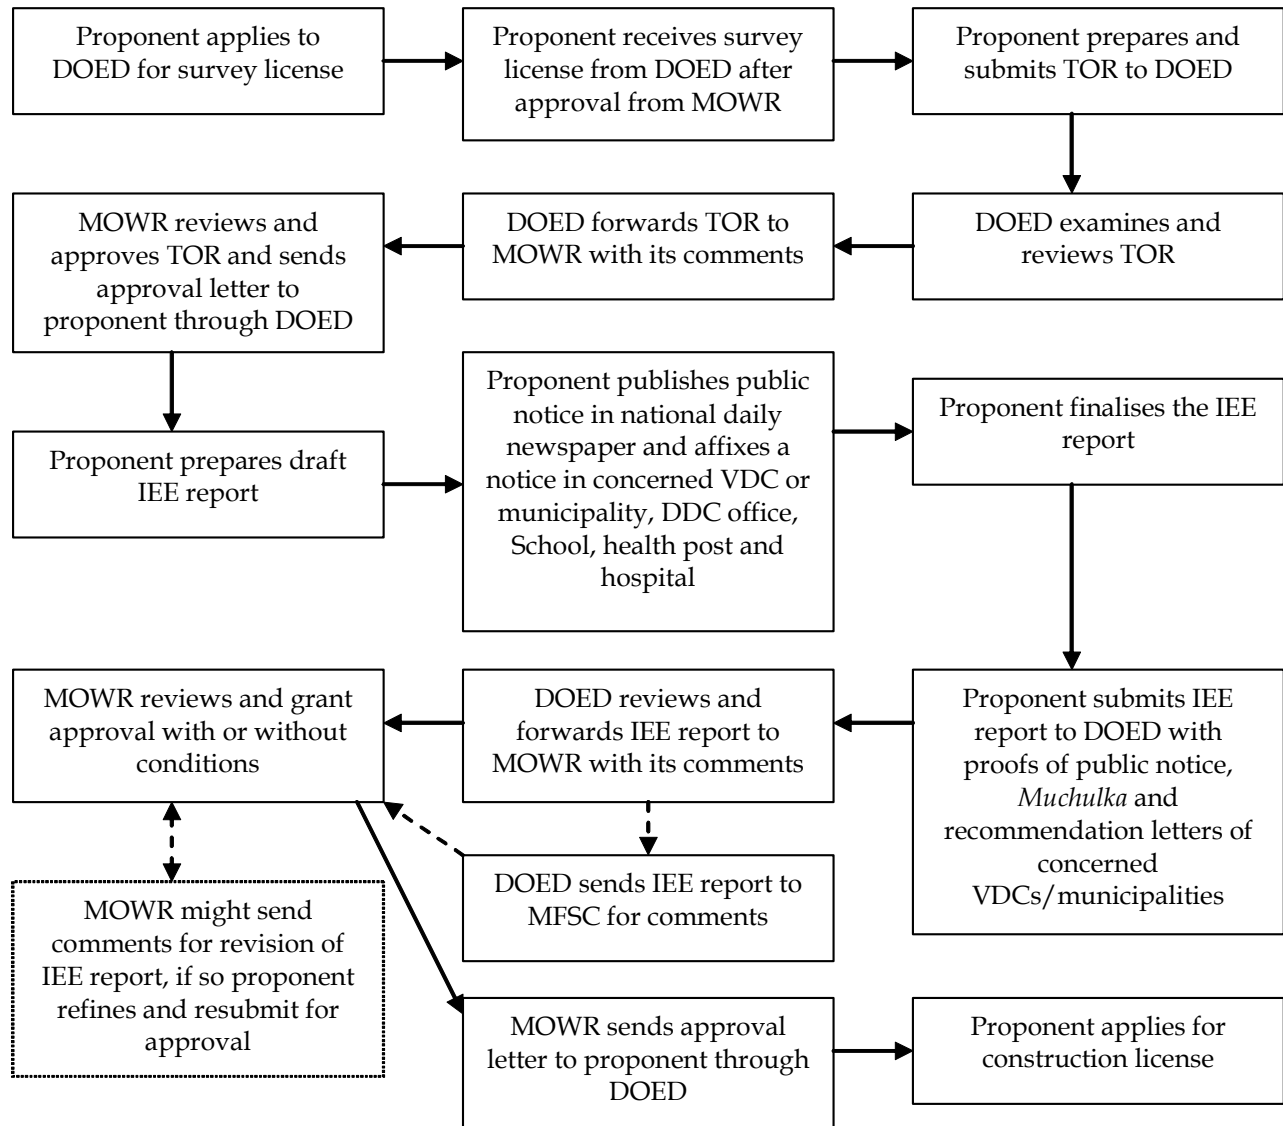 Proponent applies to
DOED for survey license
Proponent receives survey
license from DOED after
approval from MOWR
Proponent prepares and
submits TOR to DOED
MOWR reviews and
approves TOR and sends
approval letter to
proponent through DOED
DOED forwards TOR to
MOWR with its comments
DOED examines and
reviews TOR
Proponent prepares draft
IEE report
Proponent publishes public
notice in national daily
newspaper and affixes a
notice in concerned VDC or
municipality, DDC office,
School, health post and
hospital
Proponent finalises the IEE
report
MOWR reviews and grant
approval with or without
conditions
DOED reviews and
forwards IEE report to
MOWR with its comments
Proponent submits IEE
report to DOED with
proofs of public notice,
Muchulka and
recommendation letters of
concerned
VDCs/municipalities
DOED sends IEE report to
MFSC for comments
MOWR might send
comments for revision of
IEE report, if so proponent
refines and resubmit for
approval
MOWR sends approval
letter to proponent through
DOED
Proponent applies for
construction license